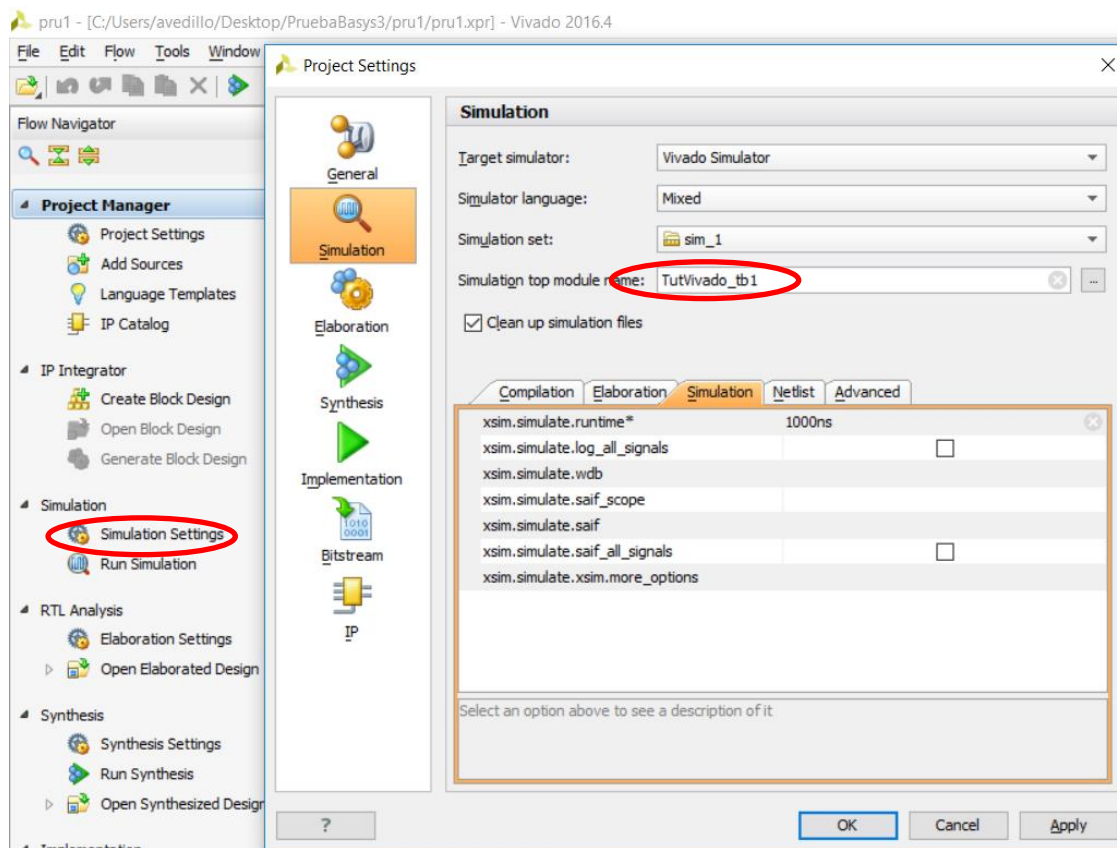 pru1 - [C:/Users/avedillo/Desktop/PruebaBasys3/pru1/pru1.xpr] - Vivado 2016.4
File Edit Flow Tools Window
Flow Navigator
Project Manager
Project Settings
Add Sources
Language Templates
IP Catalog
IP Integrator
Create Block Design
Open Block Design
Generate Block Design
Simulation
Simulation Settings
Run Simulation
RTL Analysis
Elaboration Settings
Open Elaborated Design
Synthesis
Synthesis Settings
Run Synthesis
Open Synthesized Desigr
Project Settings
General
Simulation
Elaboration
Synthesis
Implementation
1010
0001
Bitstream
IP
Simulation
Target simulator: Vivado Simulator
Simulator language: Mixed
Simulation set: sim_1
Simulation top module name: TutVivado_tb1 ...
Clean up simulation files
Compilation Elaboration Simulation Netlist Advanced
xsim.simulate.runtime* 1000ns
xsim.simulate.log_all_signals
xsim.simulate.wdb
xsim.simulate.saif_scope
xsim.simulate.saif
xsim.simulate.saif_all_signals
xsim.simulate.xsim.more_options
Select an option above to see a description of it
? OK Cancel Apply